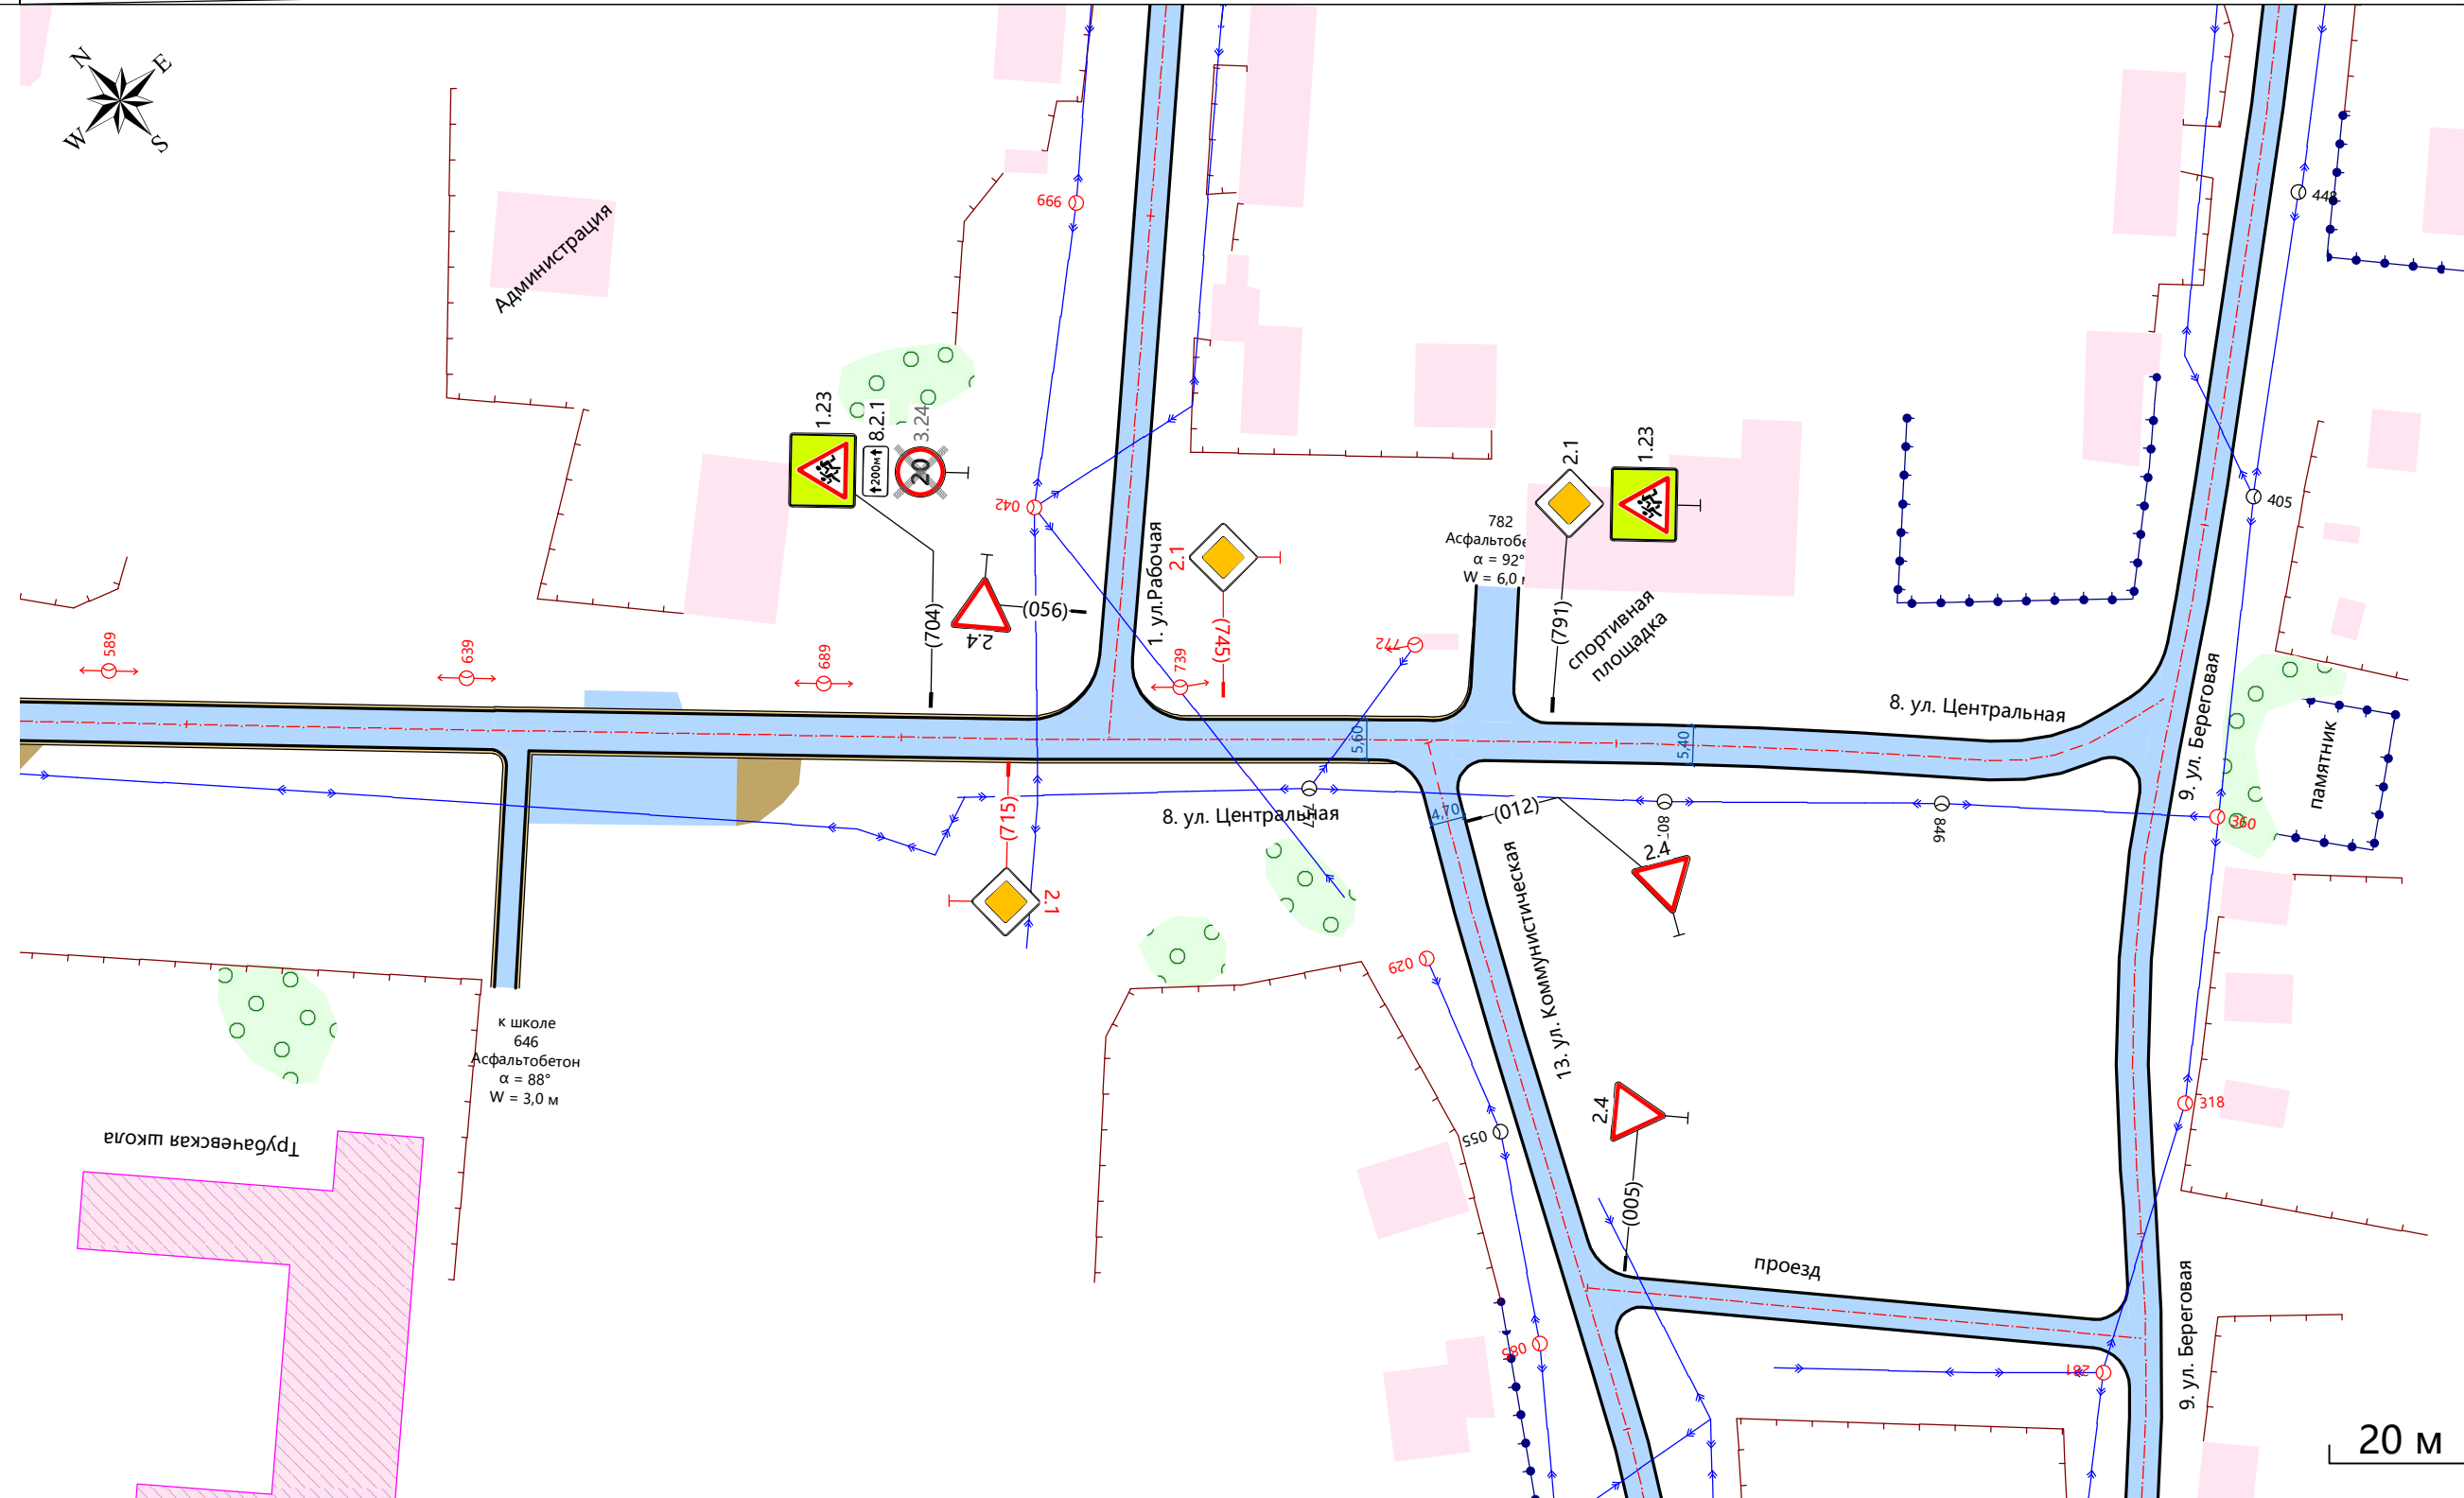 N
E
W
S
999
448
Администрация
1.23
8.2.1
3.24
200м
20
2.1
1.23
405
042
782
α = 92°
W = 6,0
1. ул.Рабочая
2.1
(056)
2.4
(704)
(745)
(791)
спортивная
площадка
589
639
689
739
772
8. ул. Центральная
9. ул. Береговая
памятник
5,60
5,40
(715)
8. ул. Центральная
4,70
(012)
846
360
2.4
2.1
13. ул. Коммунистическая
029
к школе
646
Асфальтобетон
α = 88°
W = 3,0 м
Трубачевская школа
2.4
055
318
(005)
проезд
085
281
9. ул. Береговая
20 м